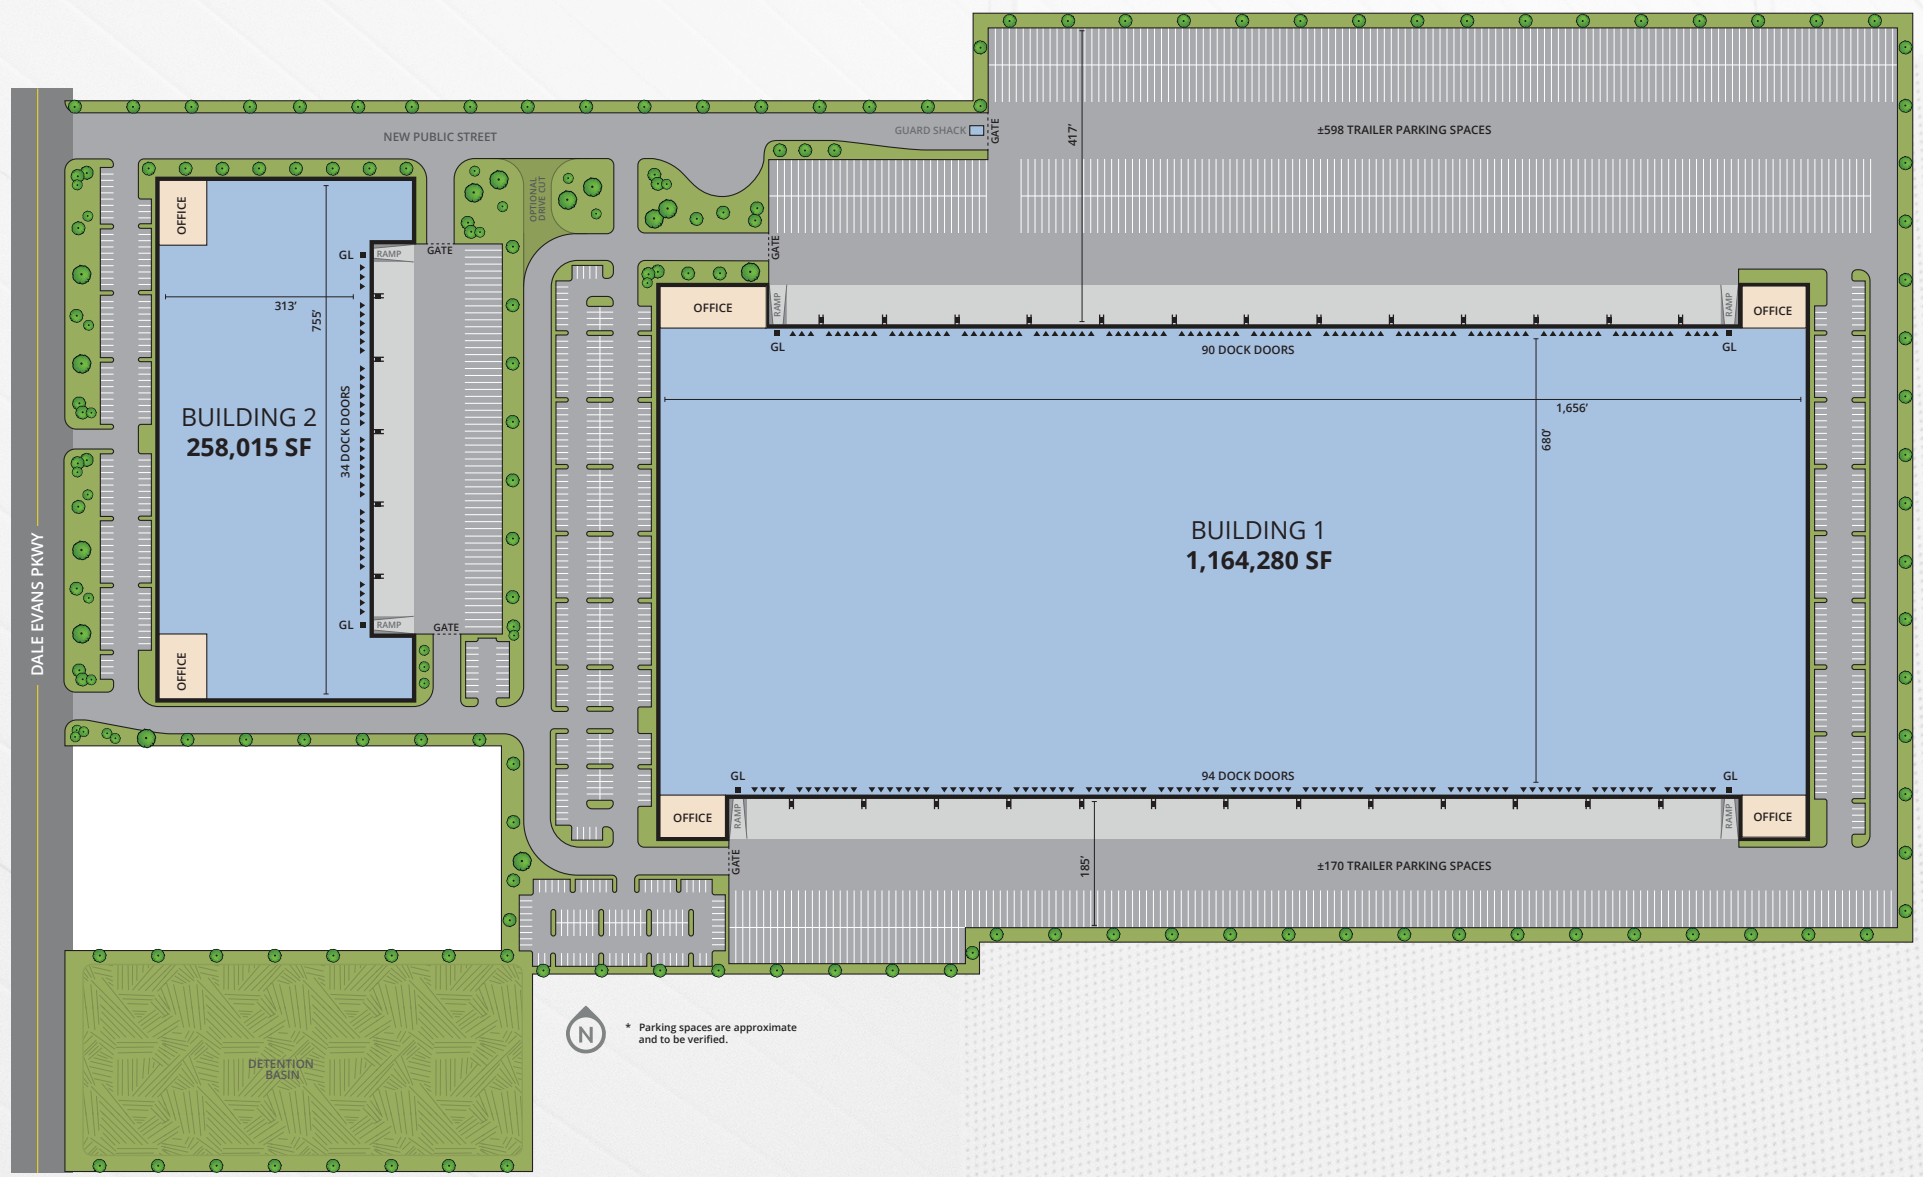 NEW PUBLIC STREET
GUARD SHACK
GATE
417'
±598 TRAILER PARKING SPACES
OPTIONAL
DRIVE CUT
OFFICE
GL
RAMP
GATE
GATE
313'
755'
OFFICE
RAMP
RAMP
OFFICE
GL
90 DOCK DOORS
GL
1,656'
680'
BUILDING 2
258,015 SF
34 DOCK DOORS
BUILDING 1
1,164,280 SF
DALE EVANS PKWY
GL
RAMP
GATE
OFFICE
GL
94 DOCK DOORS
GL
OFFICE
RAMP
RAMP
OFFICE
GATE
185'
±170 TRAILER PARKING SPACES
N
* Parking spaces are approximate
and to be verified.
DETENTION
BASIN